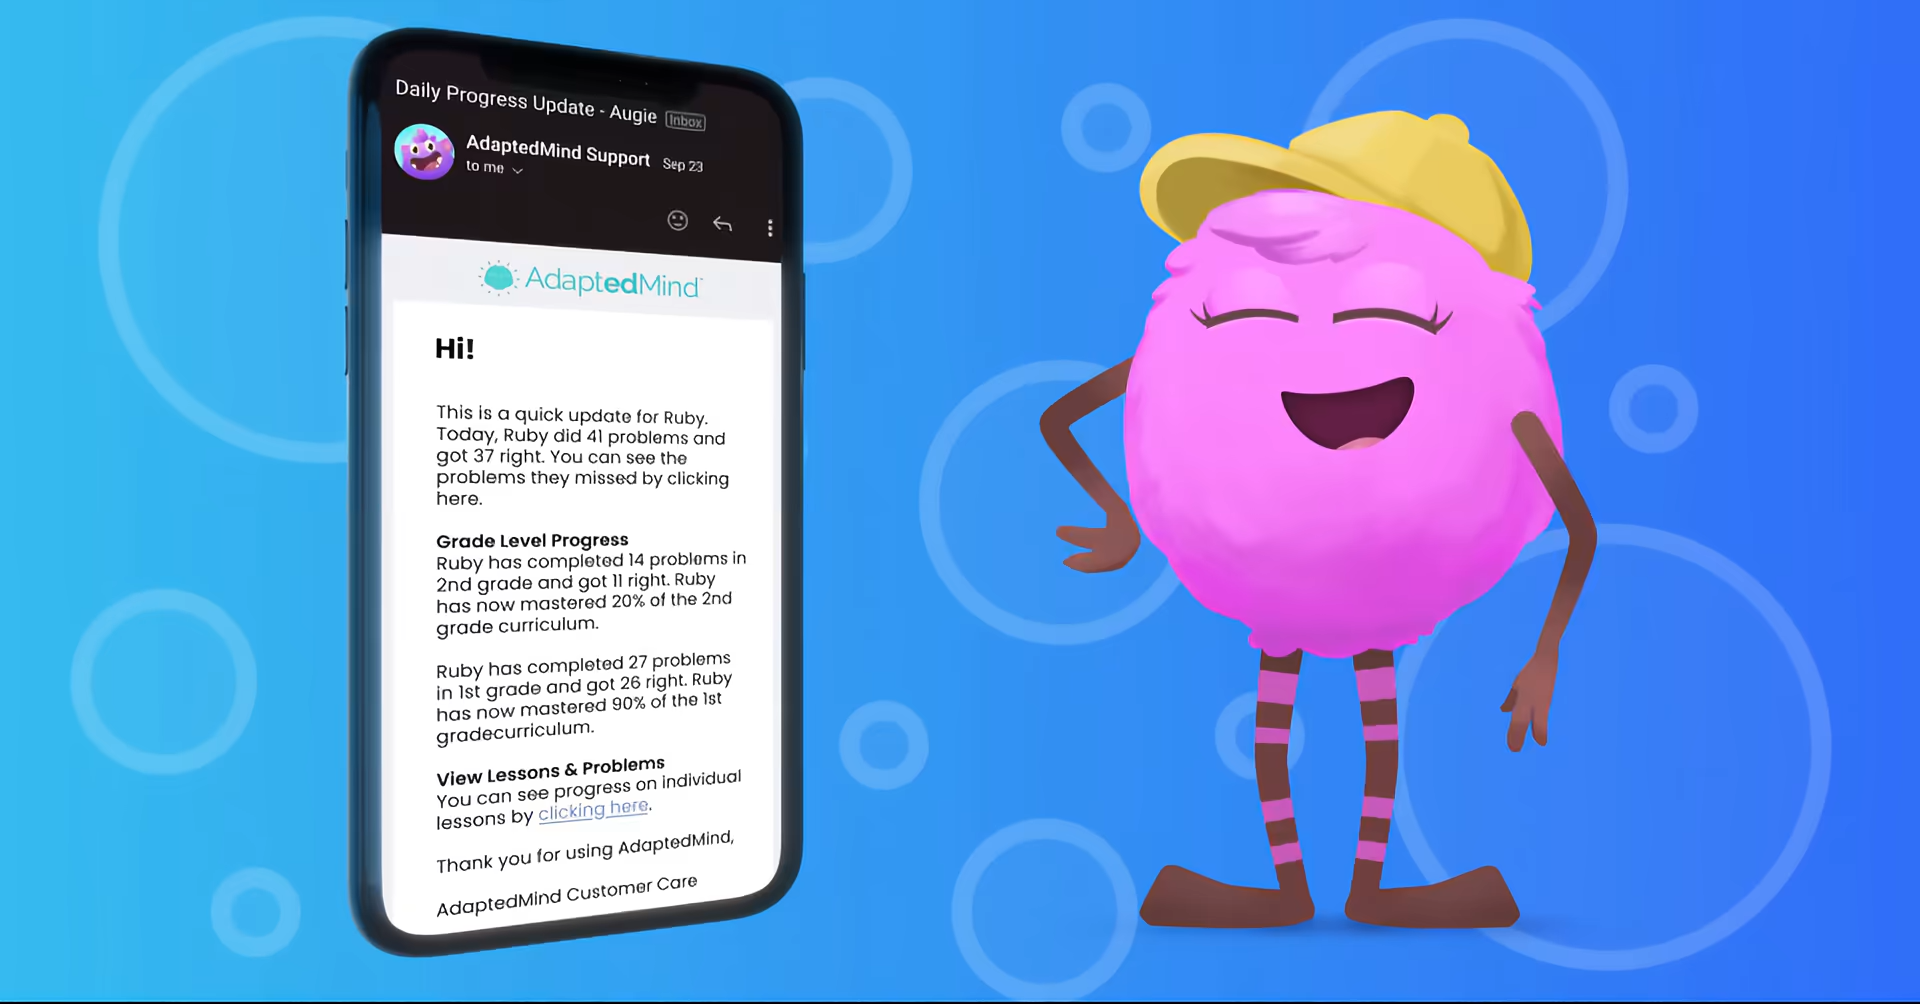 Daily Progress Update - Augie Inbox
AdaptedMind Support Sep 23
to me
AdaptedMind™
Hi!
This is a quick update for Ruby.
Today, Ruby did 41 problems and
got 37 right. You can see the
problems they missed by clicking
here.
Grade Level Progress
Ruby has completed 14 problems in
2nd grade and got 11 right. Ruby
has now mastered 20% of the 2nd
grade curriculum.
Ruby has completed 27 problems
in 1st grade and got 26 right. Ruby
has now mastered 90% of the 1st
gradecurriculum.
View Lessons & Problems
You can see progress on individual
lessons by clicking here.
Thank you for using AdaptedMind,
AdaptedMind Customer Care